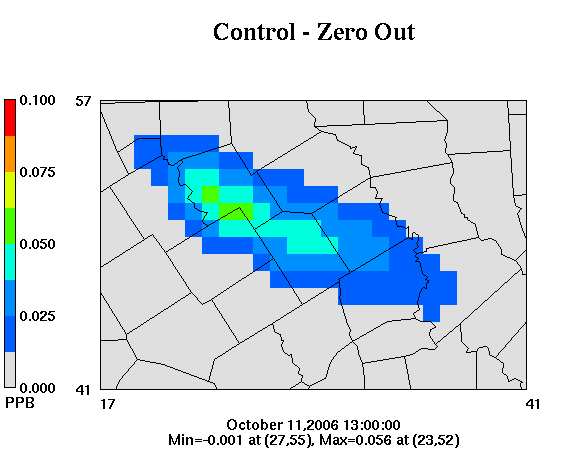 Control - Zero Out
0.100
0.075
0.050
0.025
0.000
PPB
57
41
17
41
October 11,2006 13:00:00
Min=-0.001 at (27,55), Max=0.056 at (23,52)